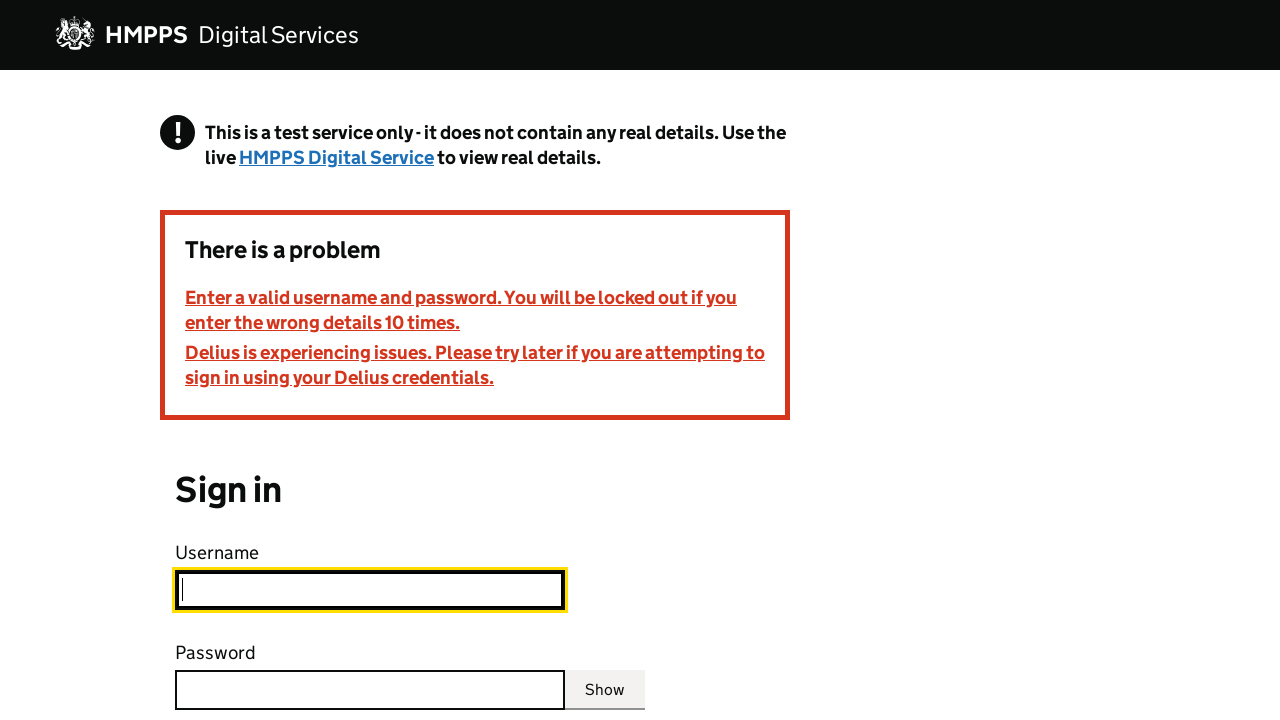 HMPPS Digital Services
This is a test service only - it does not contain any real details. Use the
live HMPPS Digital Service to view real details.
There is a problem
Enter a valid username and password. You will be locked out if you
enter the wrong details 10 times.
Delius is experiencing issues. Please try later if you are attempting to
sign in using your Delius credentials.
Sign in
Username
Password
Show